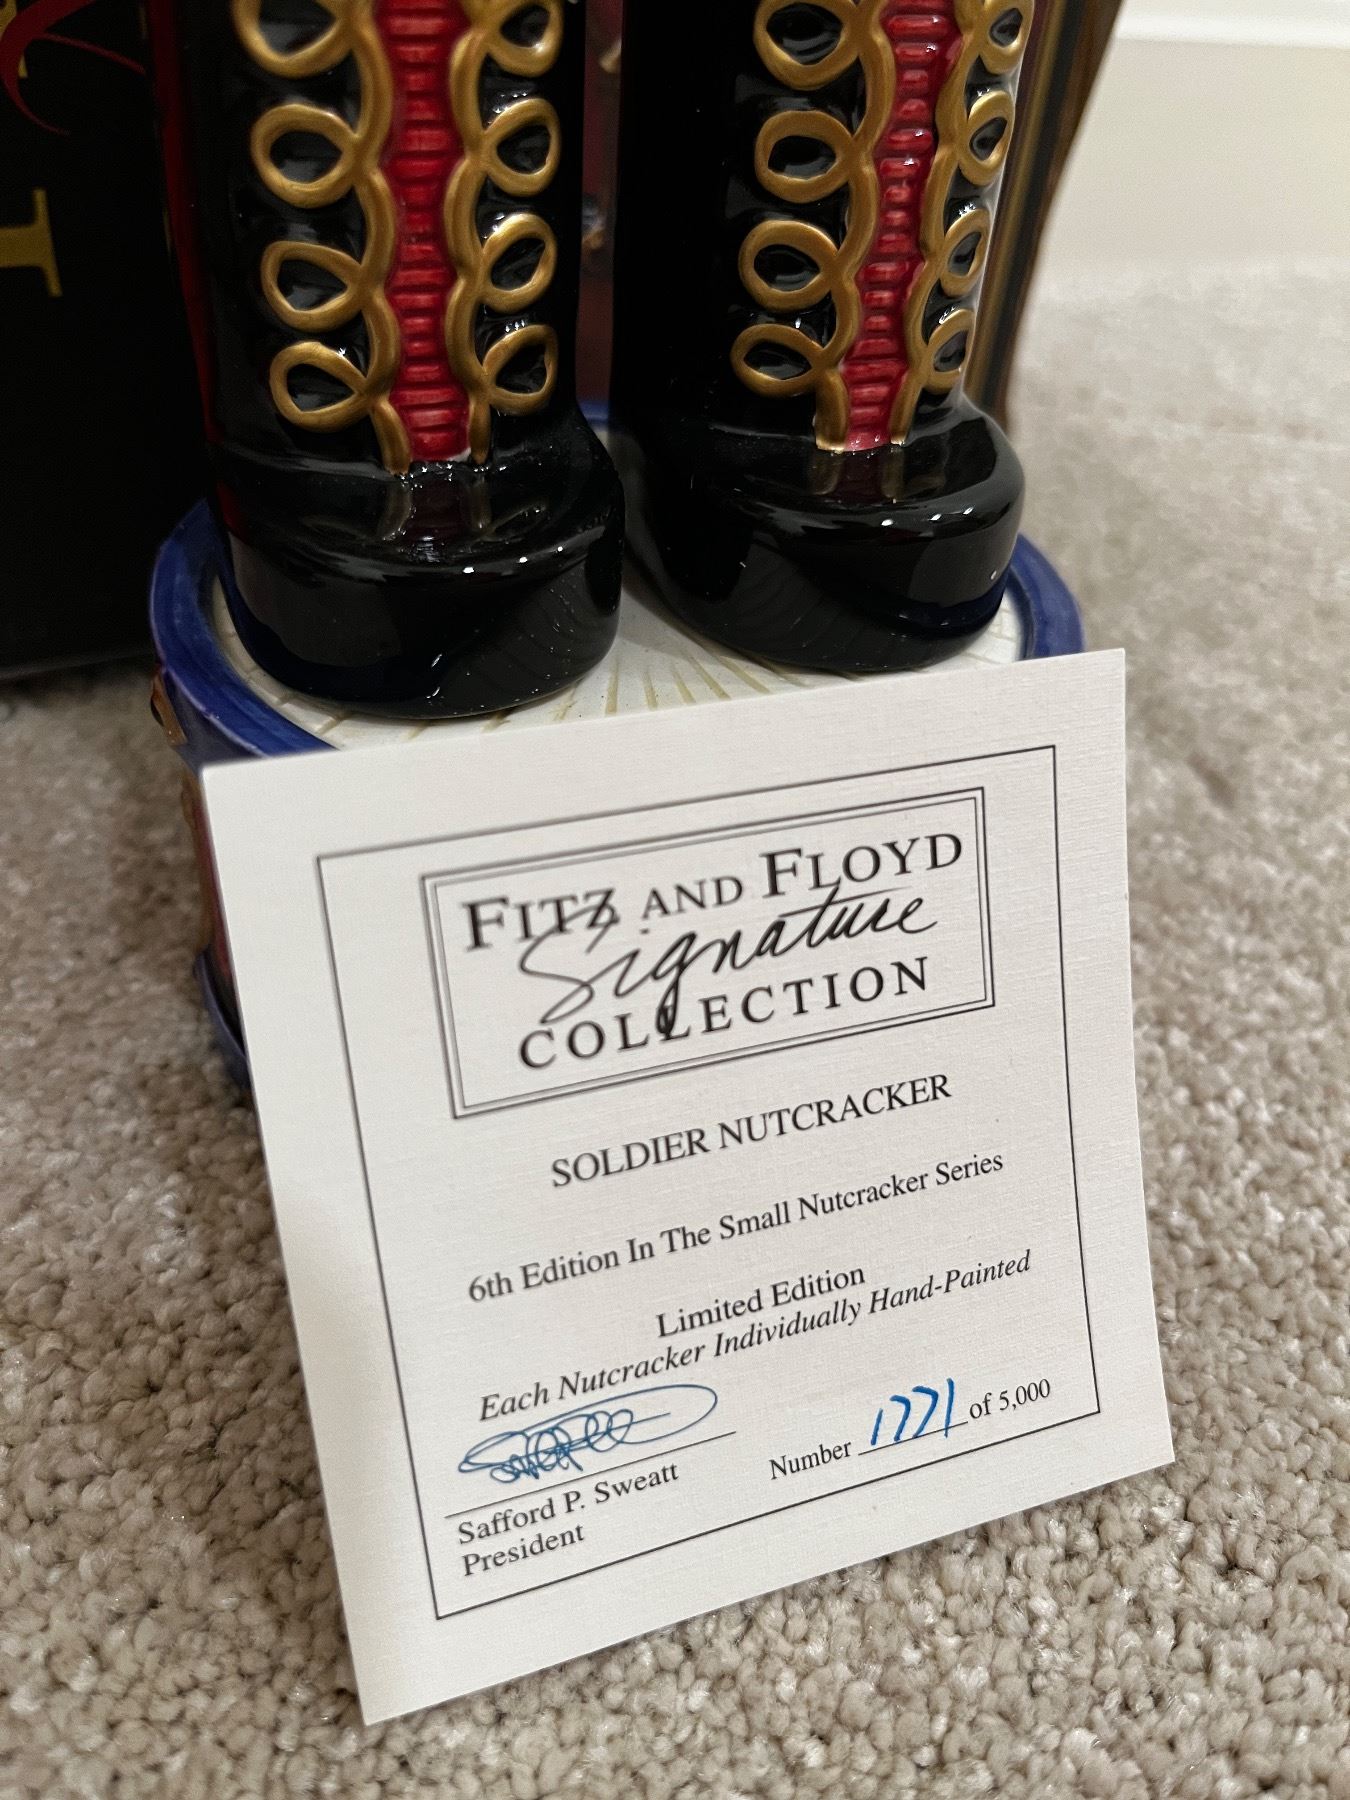 FITZ AND FLOYD
Signature
COLLECTION
SOLDIER NUTCRACKER
6th Edition In The Small Nutcracker Series
Limited Edition
Each Nutcracker Individually Hand-Painted
Safford P. Sweatt
President
Number 1771 of 5,000